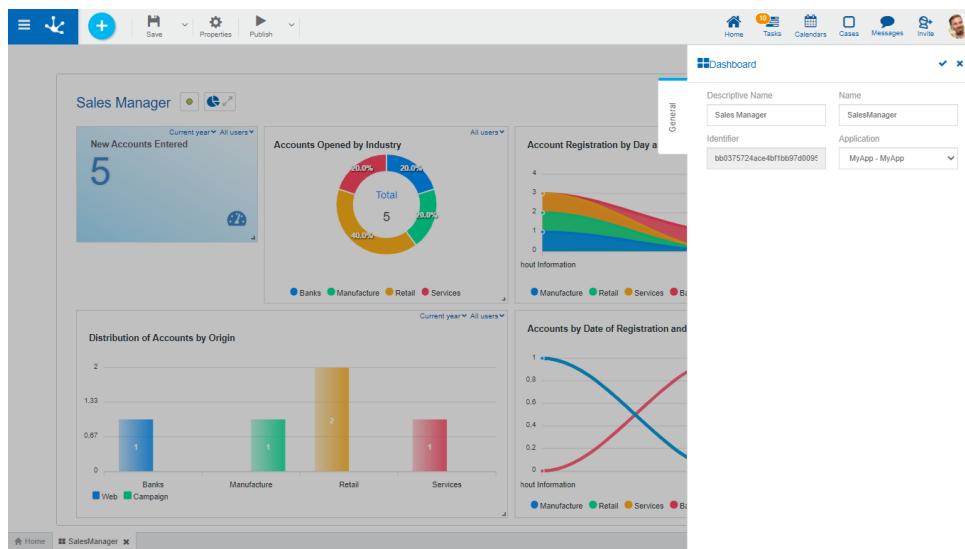 Save
Properties
Publish
Home
10
Tasks
Calendars
Cases
Messages
Invite
Dashboard
General
Descriptive Name
Name
Sales Manager
SalesManager
Identifier
Application
bb0375724ace4bf1bb97d009
MyApp - MyApp
Sales Manager
Current year All users
New Accounts Entered
5
All users
Accounts Opened by Industry
20.0%
20.0%
Total
5
20.0%
40.0%
Banks Manufacture Retail Services
Account Registration by Day a
4
3
2
1
0
hout Information
Manufacture Retail Services Ba
Current year All users
Distribution of Accounts by Origin
2
1.33
0.67
0
1
1
2
1
Banks
Manufacture
Retail
Services
Web Campaign
Accounts by Date of Registration and
1
0.8
0.6
0.4
0.2
0
hout Information
Manufacture Retail Services Ba
Home
SalesManager